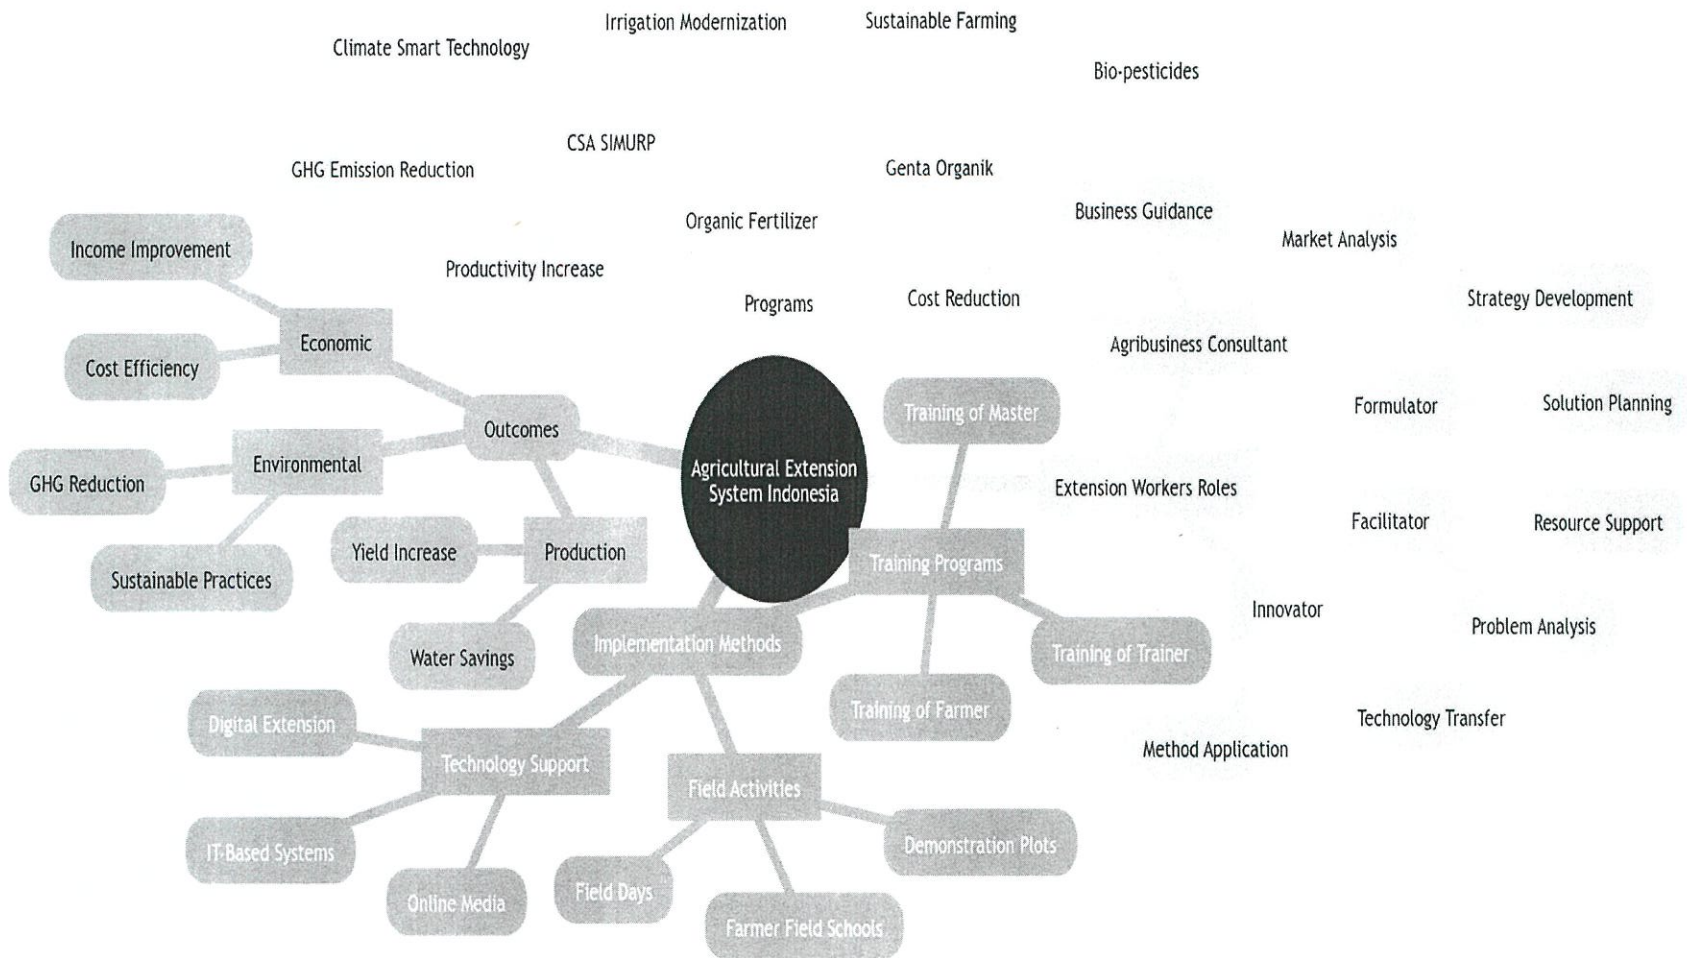 Irrigation Modernization
Sustainable Farming
Climate Smart Technology
Bio-pesticides
CSA SIMURP
GHG Emission Reduction
Genta Organik
Organic Fertilizer
Business Guidance
Market Analysis
Income Improvement
Productivity Increase
Programs
Cost Reduction
Strategy Development
Economic
Agribusiness Consultant
Cost Efficiency
Training of Master
Formulator
Solution Planning
Outcomes
Environmental
Agricultural Extension
System Indonesia
GHG Reduction
Extension Workers Roles
Facilitator
Resource Support
Yield Increase
Production
Training Programs
Sustainable Practices
Innovator
Problem Analysis
Implementation Methods
Water Savings
Training of Trainer
Training of Farmer
Digital Extension
Technology Transfer
Method Application
Technology Support
Field Activities
IT-Based Systems
Demonstration Plots
Online Media
Field Days
Farmer Field Schools